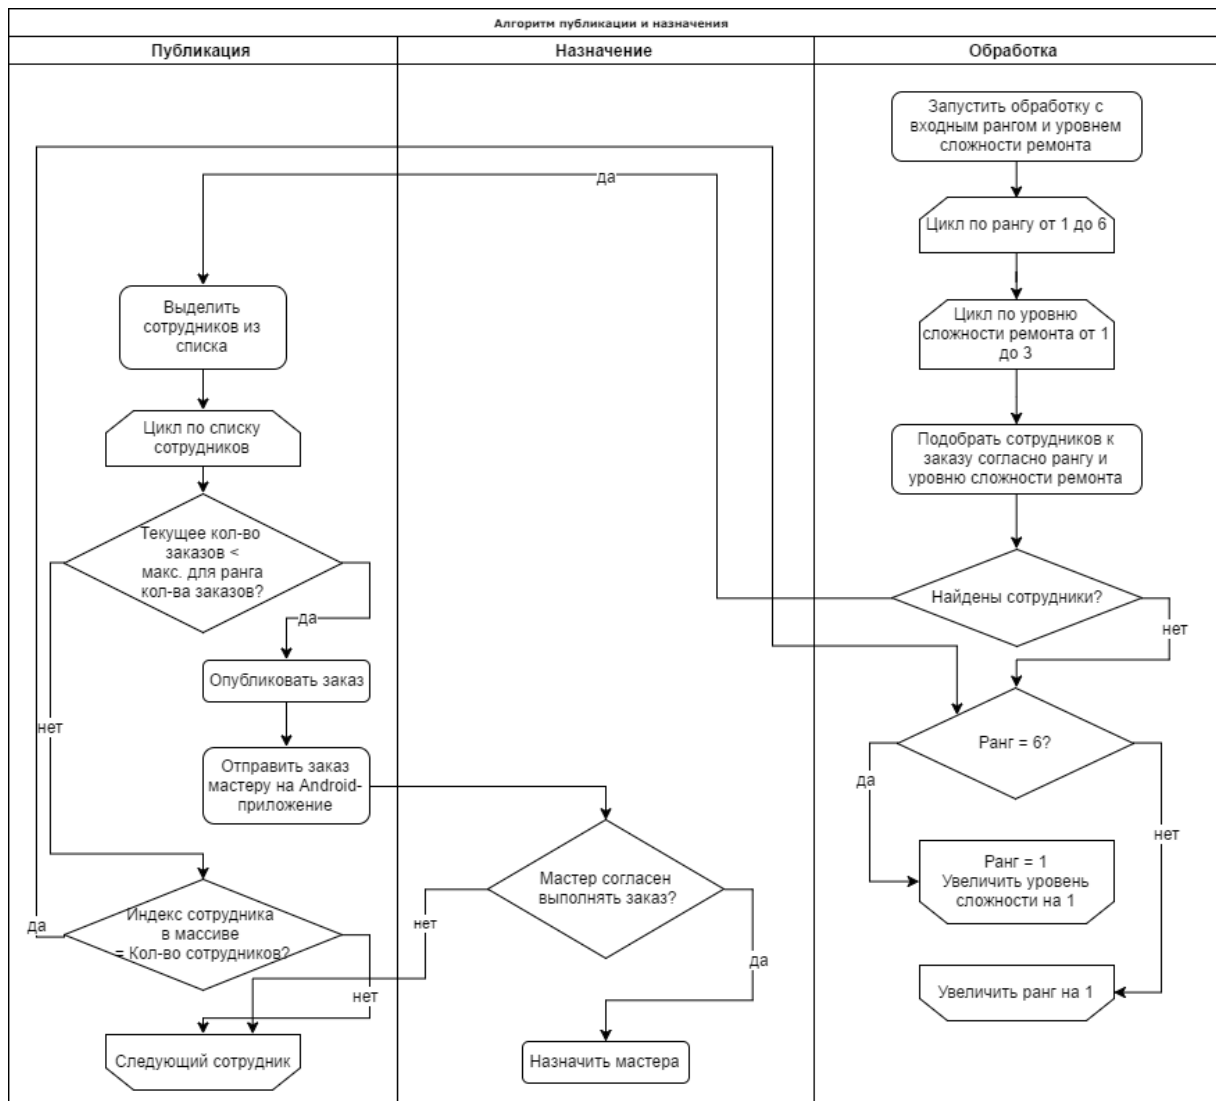 Алгоритм публикации и назначения
Публикация
Назначение
Обработка
Запустить обработку с
входным рангом и уровнем
сложности ремонта
да
Цикл по рангу от 1 до 6
Выделить
сотрудников из
списка
Цикл по уровню
сложности ремонта от 1
до 3
Цикл по списку
сотрудников
Подобрать сотрудников к
заказу согласно рангу и
уровню сложности ремонта
Текущее кол-во
заказов <
макс. для ранга
кол-ва заказов?
Найдены сотрудники?
да
нет
Опубликовать заказ
нет
Ранг = 6?
Отправить заказ
мастеру на Android-
приложение
да
нет
Мастер согласен
выполнять заказ?
Ранг = 1
Увеличить уровень
сложности на 1
Индекс сотрудника
в массиве
= Кол-во сотрудников?
да
нет
да
нет
Увеличить ранг на 1
Следующий сотрудник
Назначить мастера